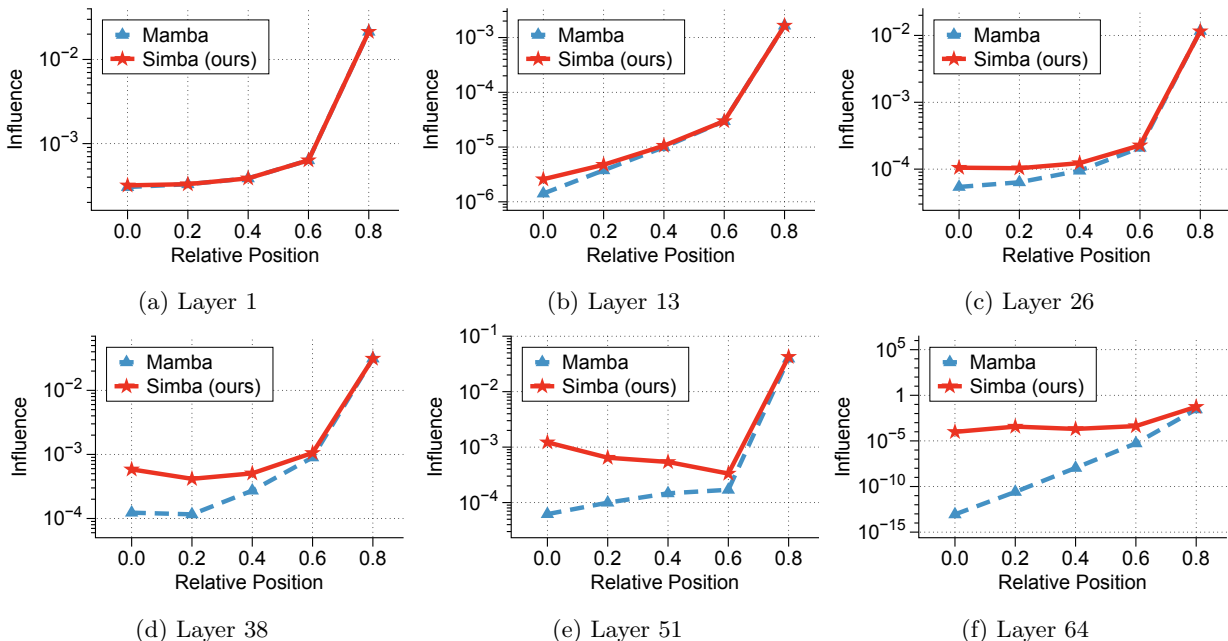 10⁻²
10⁻³
Influence
Mamba
Simba (ours)
0.0 0.2 0.4 0.6 0.8
Relative Position
(a) Layer 1
10⁻³
10⁻⁴
10⁻⁵
10⁻⁶
Influence
Mamba
Simba (ours)
0.0 0.2 0.4 0.6 0.8
Relative Position
(b) Layer 13
10⁻²
10⁻³
10⁻⁴
Influence
Mamba
Simba (ours)
0.0 0.2 0.4 0.6 0.8
Relative Position
(c) Layer 26
10⁻²
10⁻³
10⁻⁴
Influence
Mamba
Simba (ours)
0.0 0.2 0.4 0.6 0.8
Relative Position
(d) Layer 38
10⁻¹
10⁻²
10⁻³
10⁻⁴
Influence
Mamba
Simba (ours)
0.0 0.2 0.4 0.6 0.8
Relative Position
(e) Layer 51
10⁵
1
10⁻⁵
10⁻¹⁰
10⁻¹⁵
Influence
Mamba
Simba (ours)
0.0 0.2 0.4 0.6 0.8
Relative Position
(f) Layer 64